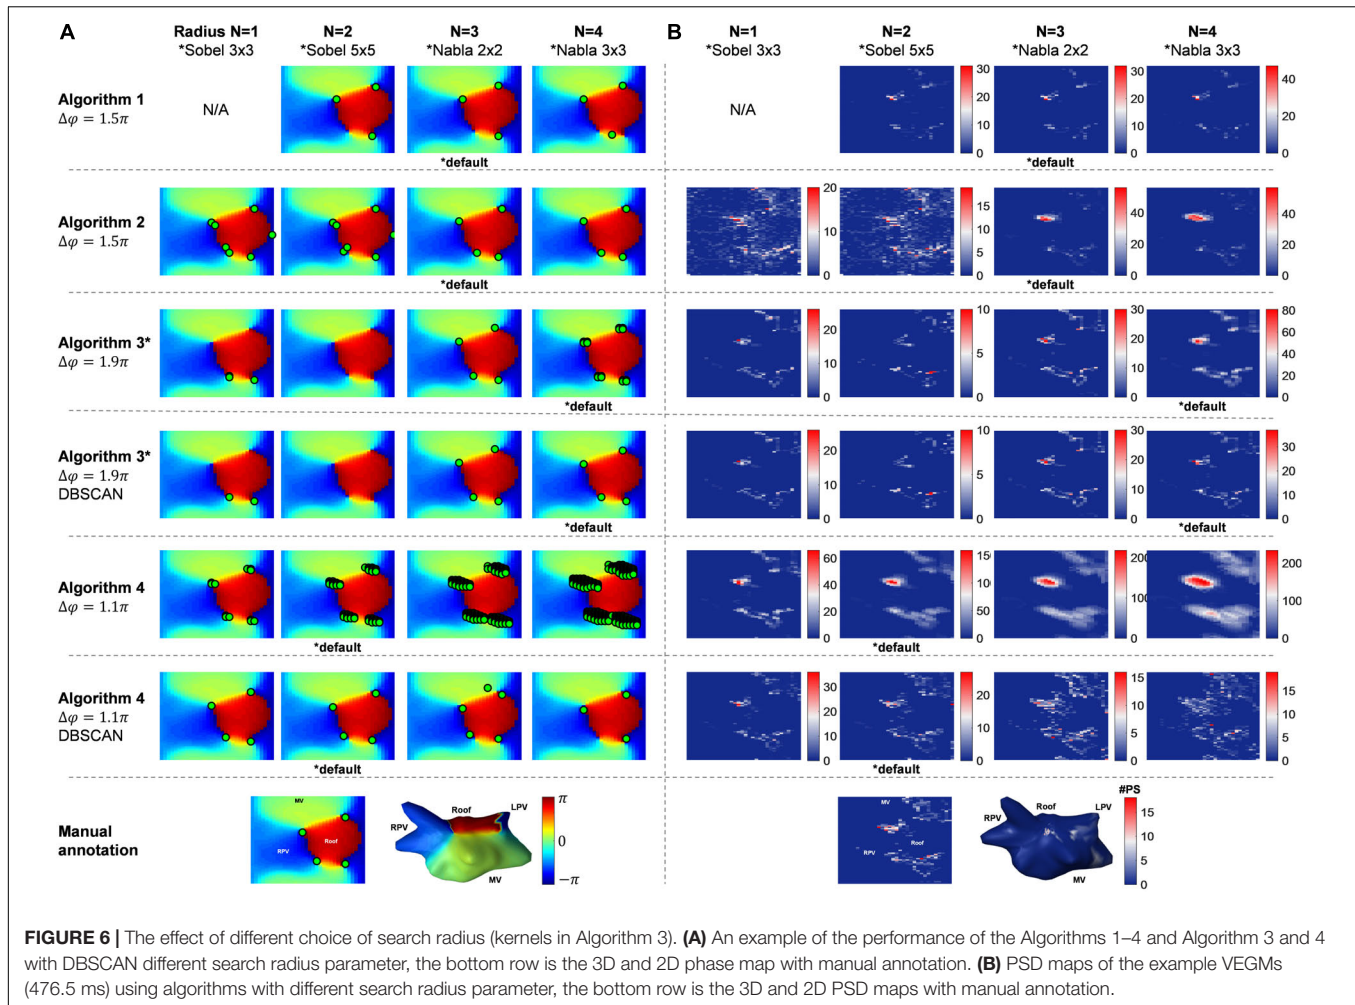 A
Radius N=1
*Sobel 3x3
N=2
*Sobel 5x5
N=3
*Nabla 2x2
N=4
*Nabla 3x3
B
N=1
*Sobel 3x3
N=2
*Sobel 5x5
N=3
*Nabla 2x2
N=4
*Nabla 3x3
Algorithm 1
Δφ = 1.5π
N/A
*default
N/A
30
20
10
0
30
20
10
0
*default
40
20
0
Algorithm 2
Δφ = 1.5π
*default
20
10
0
15
10
5
0
20
10
0
*default
40
20
0
Algorithm 3*
Δφ = 1.9π
*default
20
10
0
10
5
0
30
20
10
0
80
60
40
20
0
*default
Algorithm 3*
Δφ = 1.9π
DBSCAN
*default
20
10
0
10
5
0
30
20
10
0
30
20
10
0
*default
Algorithm 4
Δφ = 1.1π
*default
60
40
20
0
15
10
50
0
*default
150
100
50
0
200
100
0
Algorithm 4
Δφ = 1.1π
DBSCAN
*default
30
20
10
0
20
10
0
*default
15
10
5
0
15
10
5
0
Manual
annotation
MV
RPV
Roof
RPV
Roof
LPV
MV
π
0
−π
MV
RPV
Roof
RPV
Roof
LPV
MV
#PS
15
10
5
0
FIGURE 6 | The effect of different choice of search radius (kernels in Algorithm 3). (A) An example of the performance of the Algorithms 1–4 and Algorithm 3 and 4
with DBSCAN different search radius parameter, the bottom row is the 3D and 2D phase map with manual annotation. (B) PSD maps of the example VEGMs
(476.5 ms) using algorithms with different search radius parameter, the bottom row is the 3D and 2D PSD maps with manual annotation.